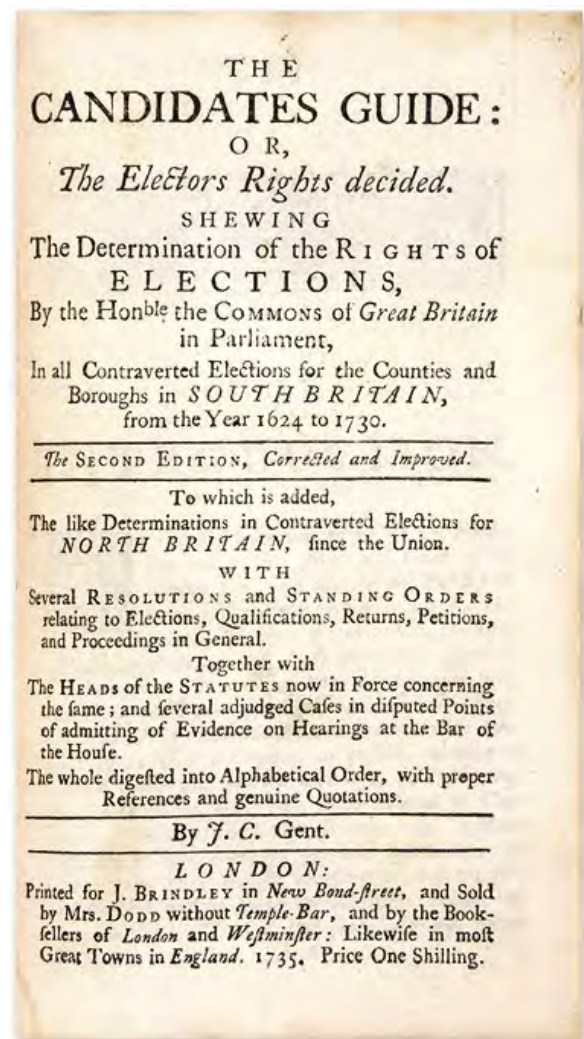 THE
CANDIDATES GUIDE:
OR,
The Electors Rights decided.
SHEWING
The Determination of the RIGHTS of
ELECTIONS,
By the Honble the COMMONS of Great Britain
in Parliament,
In all Contraverted Elections for the Counties and
Boroughs in SOUTH BRITAIN,
from the Year 1624 to 1730.
The SECOND EDITION, Corrected and Improved.
To which is added,
The like Determinations in Contraverted Elections for
NORTH BRITAIN, ſince the Union.
WITH
Several RESOLUTIONS and STANDING ORDERS
relating to Elections, Qualifications, Returns, Petitions,
and Proceedings in General.
Together with
The HEADS of the STATUTES now in Force concerning
the ſame; and ſeveral adjudged Caſes in diſputed Points
of admitting of Evidence on Hearings at the Bar of
the Houſe.
The whole digeſted into Alphabetical Order, with proper
References and genuine Quotations.
By J. C. Gent.
LONDON:
Printed for J. BRINDLEY in New Bond-ſtreet, and Sold
by Mrs. DODD without Temple-Bar, and by the Book-
ſellers of London and Weſtminſter: Likewiſe in moſt
Great Towns in England. 1735. Price One Shilling.